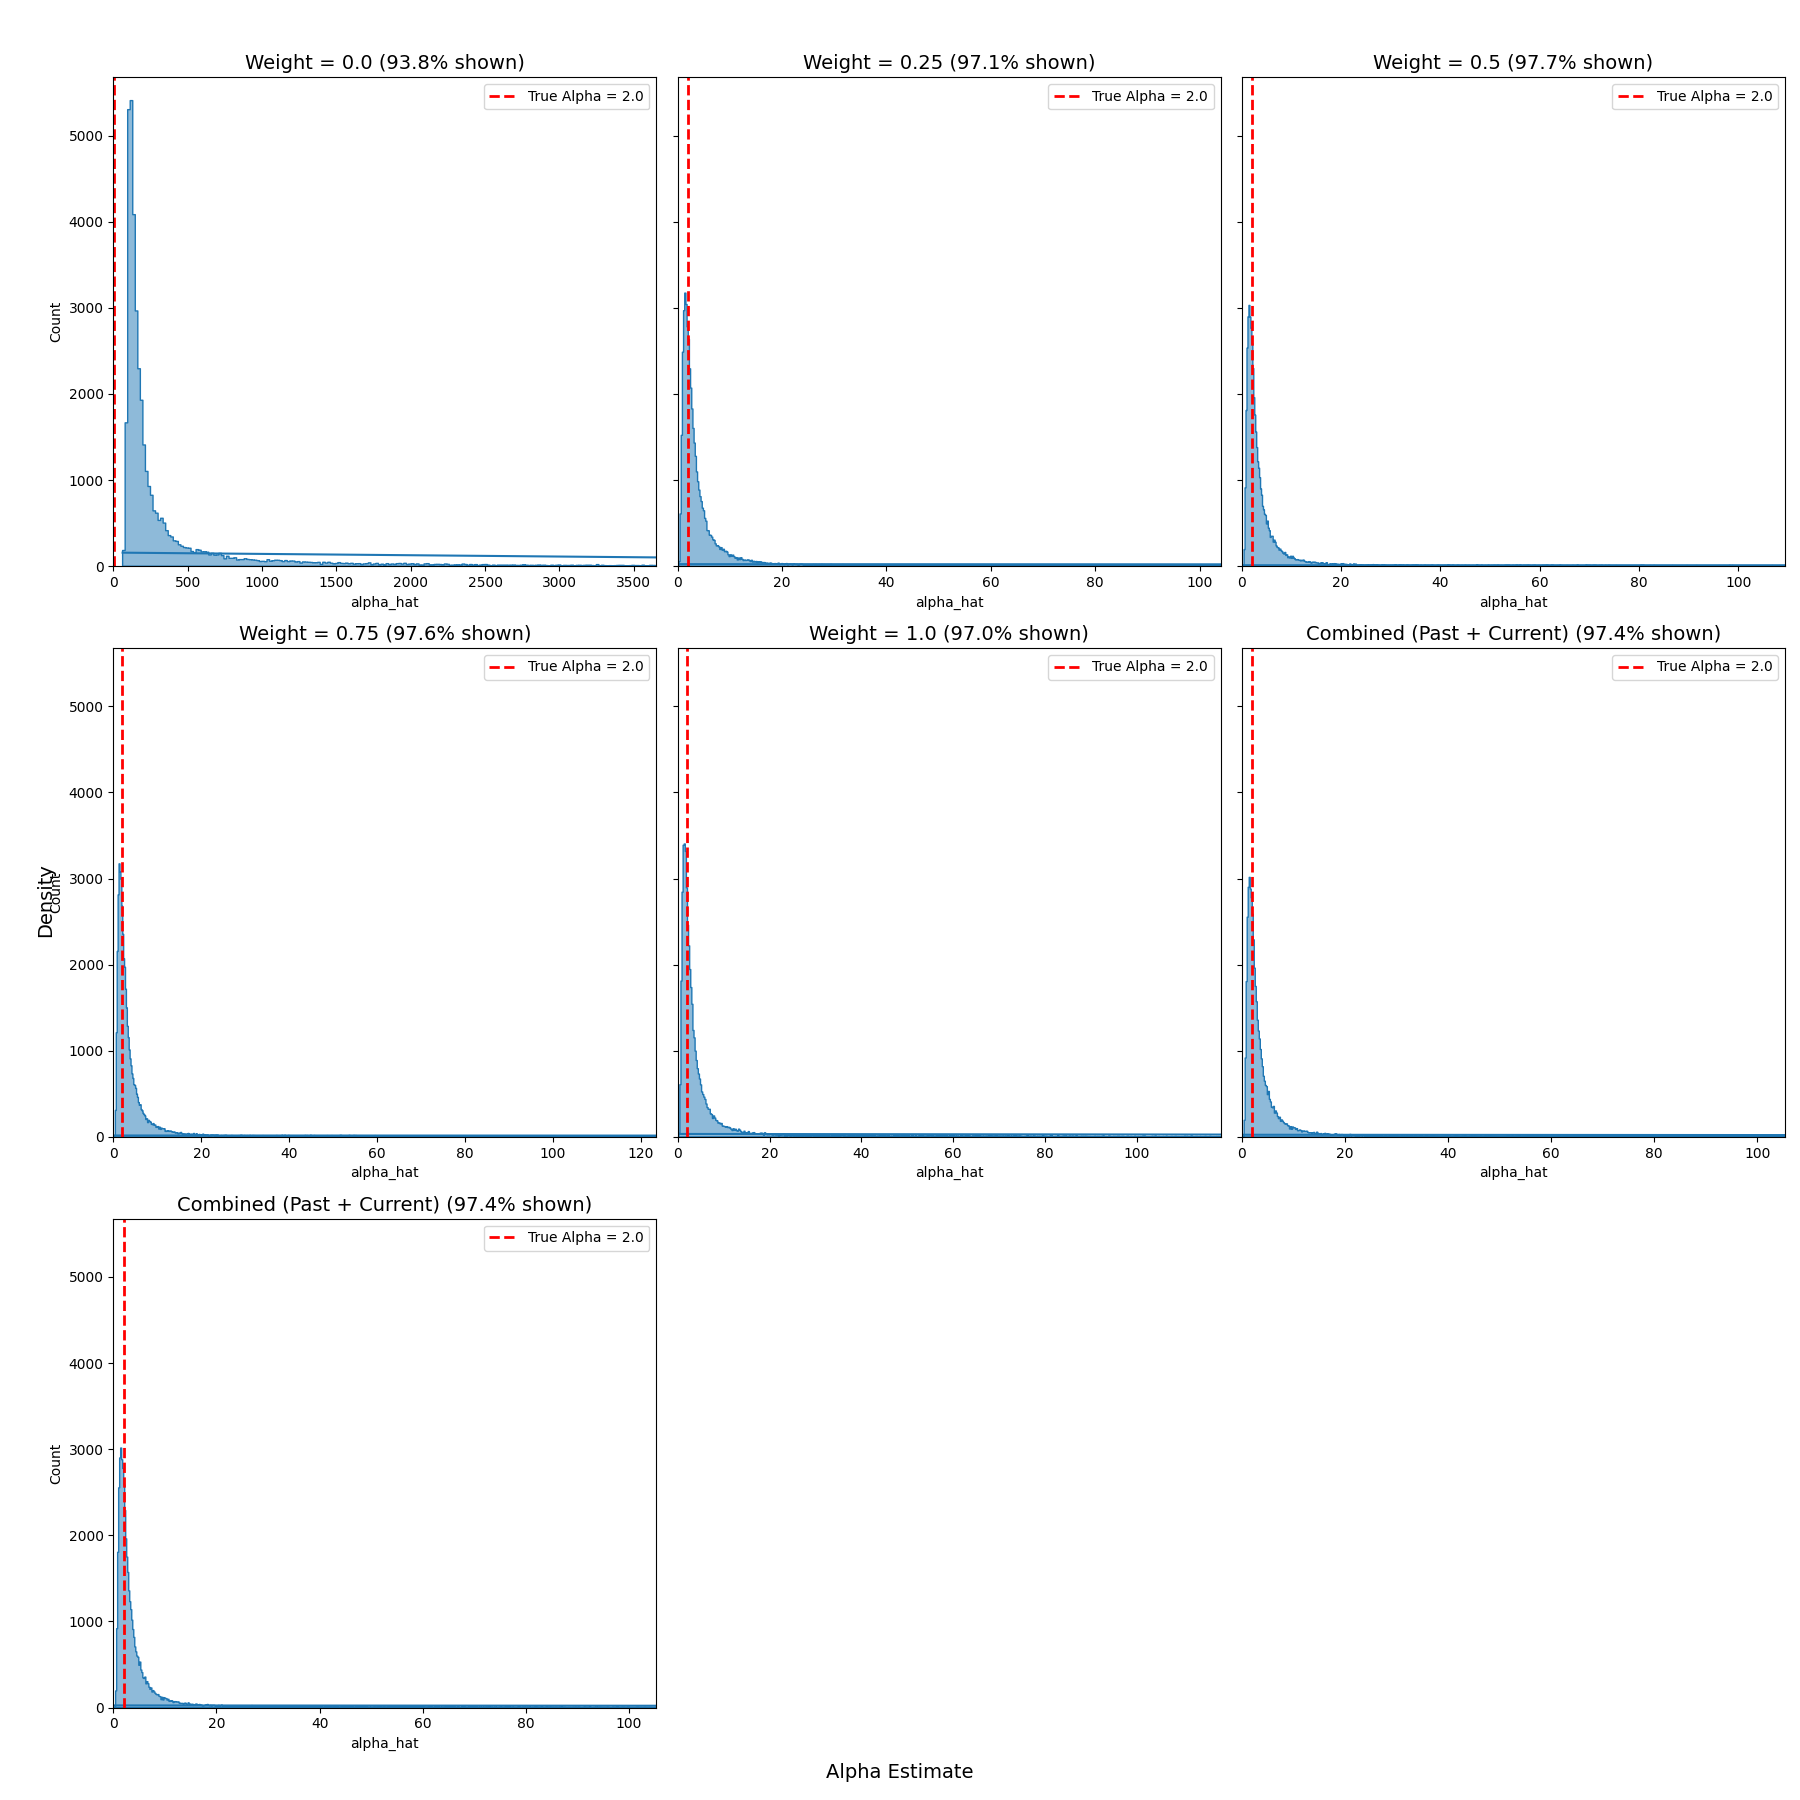 Weight = 0.0 (93.8% shown)
True Alpha = 2.0
5000
4000
3000
2000
1000
0
Count
0 500 1000 1500 2000 2500 3000 3500
alpha_hat
Weight = 0.25 (97.1% shown)
True Alpha = 2.0
0 20 40 60 80 100
alpha_hat
Weight = 0.5 (97.7% shown)
True Alpha = 2.0
0 20 40 60 80 100
alpha_hat
Weight = 0.75 (97.6% shown)
True Alpha = 2.0
5000
4000
3000
2000
1000
0
Count
0 20 40 60 80 100 120
alpha_hat
Weight = 1.0 (97.0% shown)
True Alpha = 2.0
0 20 40 60 80 100
alpha_hat
Combined (Past + Current) (97.4% shown)
True Alpha = 2.0
0 20 40 60 80 100
alpha_hat
Density
Combined (Past + Current) (97.4% shown)
True Alpha = 2.0
5000
4000
3000
2000
1000
0
Count
0 20 40 60 80 100
alpha_hat
Alpha Estimate